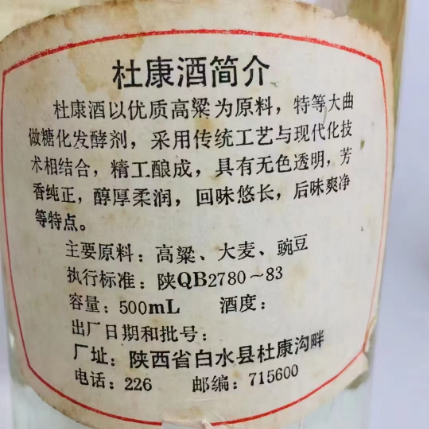 杜康酒简介
杜康酒以优质高粱为原料，特等大曲
做糖化发酵剂，采用传统工艺与现代化技
术相结合，精工酿成，具有无色透明，芳
香纯正，醇厚柔润，回味悠长，后味爽净
等特点。
主要原料：高粱、大麦、豌豆
执行标准：陕QB2780～83
容量：500mL 酒度：
出厂日期和批号：
厂址：陕西省白水县杜康沟畔
电话：226 邮编：715600